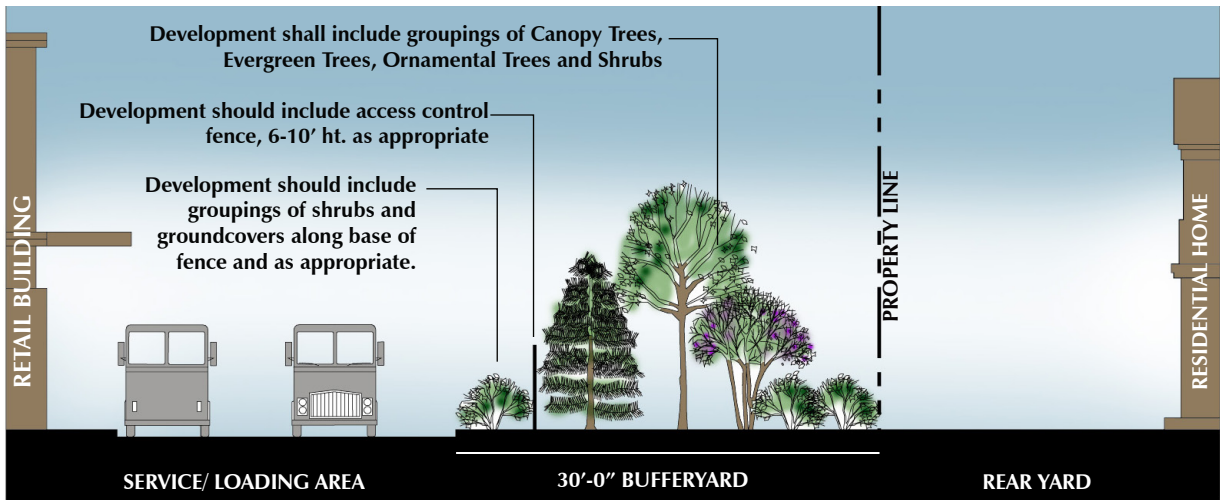 Development shall include groupings of Canopy Trees,
Evergreen Trees, Ornamental Trees and Shrubs
Development should include access control
fence, 6-10' ht. as appropriate
Development should include
groupings of shrubs and
groundcovers along base of
fence and as appropriate.
RETAIL BUILDING
PROPERTY LINE
RESIDENTIAL HOME
SERVICE/ LOADING AREA
30'-0" BUFFERYARD
REAR YARD